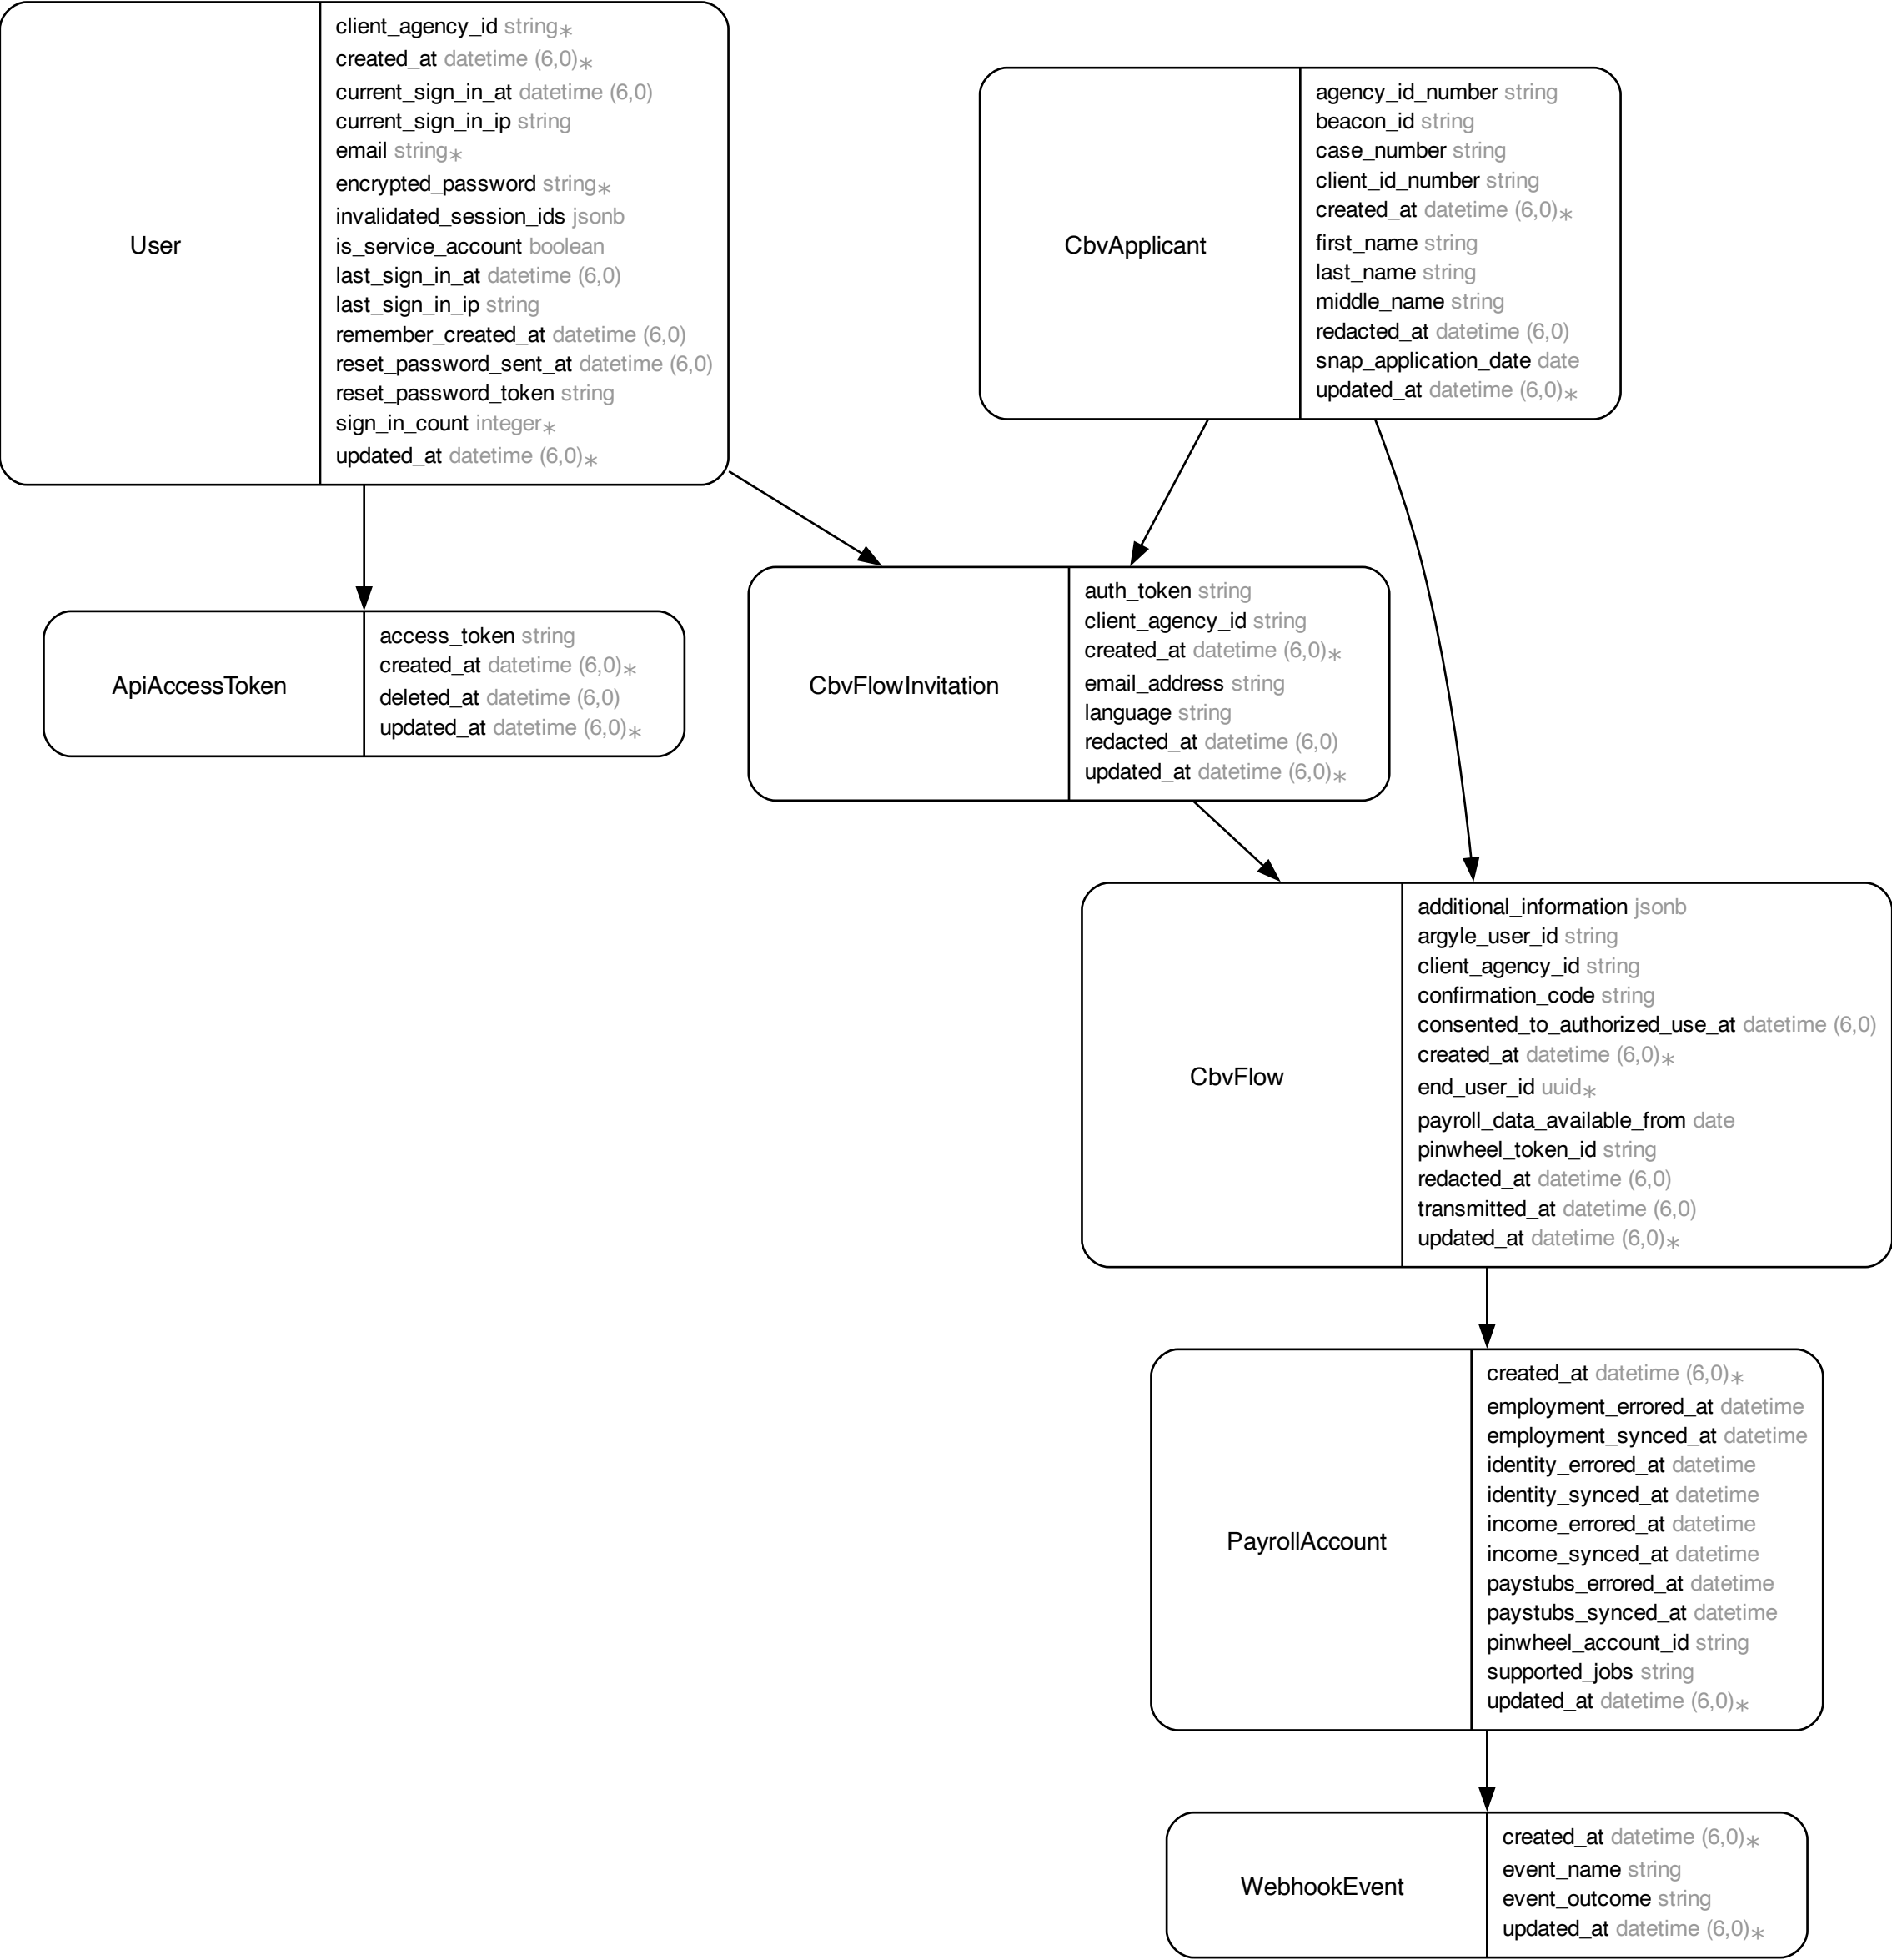 User
client_agency_id string*
created_at datetime (6,0)*
current_sign_in_at datetime (6,0)
current_sign_in_ip string
email string*
encrypted_password string*
invalidated_session_ids jsonb
is_service_account boolean
last_sign_in_at datetime (6,0)
last_sign_in_ip string
remember_created_at datetime (6,0)
reset_password_sent_at datetime (6,0)
reset_password_token string
sign_in_count integer*
updated_at datetime (6,0)*
CbvApplicant
agency_id_number string
beacon_id string
case_number string
client_id_number string
created_at datetime (6,0)*
first_name string
last_name string
middle_name string
redacted_at datetime (6,0)
snap_application_date date
updated_at datetime (6,0)*
ApiAccessToken
access_token string
created_at datetime (6,0)*
deleted_at datetime (6,0)
updated_at datetime (6,0)*
CbvFlowInvitation
auth_token string
client_agency_id string
created_at datetime (6,0)*
email_address string
language string
redacted_at datetime (6,0)
updated_at datetime (6,0)*
CbvFlow
additional_information jsonb
argyle_user_id string
client_agency_id string
confirmation_code string
consented_to_authorized_use_at datetime (6,0)
created_at datetime (6,0)*
end_user_id uuid*
payroll_data_available_from date
pinwheel_token_id string
redacted_at datetime (6,0)
transmitted_at datetime (6,0)
updated_at datetime (6,0)*
PayrollAccount
created_at datetime (6,0)*
employment_errored_at datetime
employment_synced_at datetime
identity_errored_at datetime
identity_synced_at datetime
income_errored_at datetime
income_synced_at datetime
paystubs_errored_at datetime
paystubs_synced_at datetime
pinwheel_account_id string
supported_jobs string
updated_at datetime (6,0)*
WebhookEvent
created_at datetime (6,0)*
event_name string
event_outcome string
updated_at datetime (6,0)*